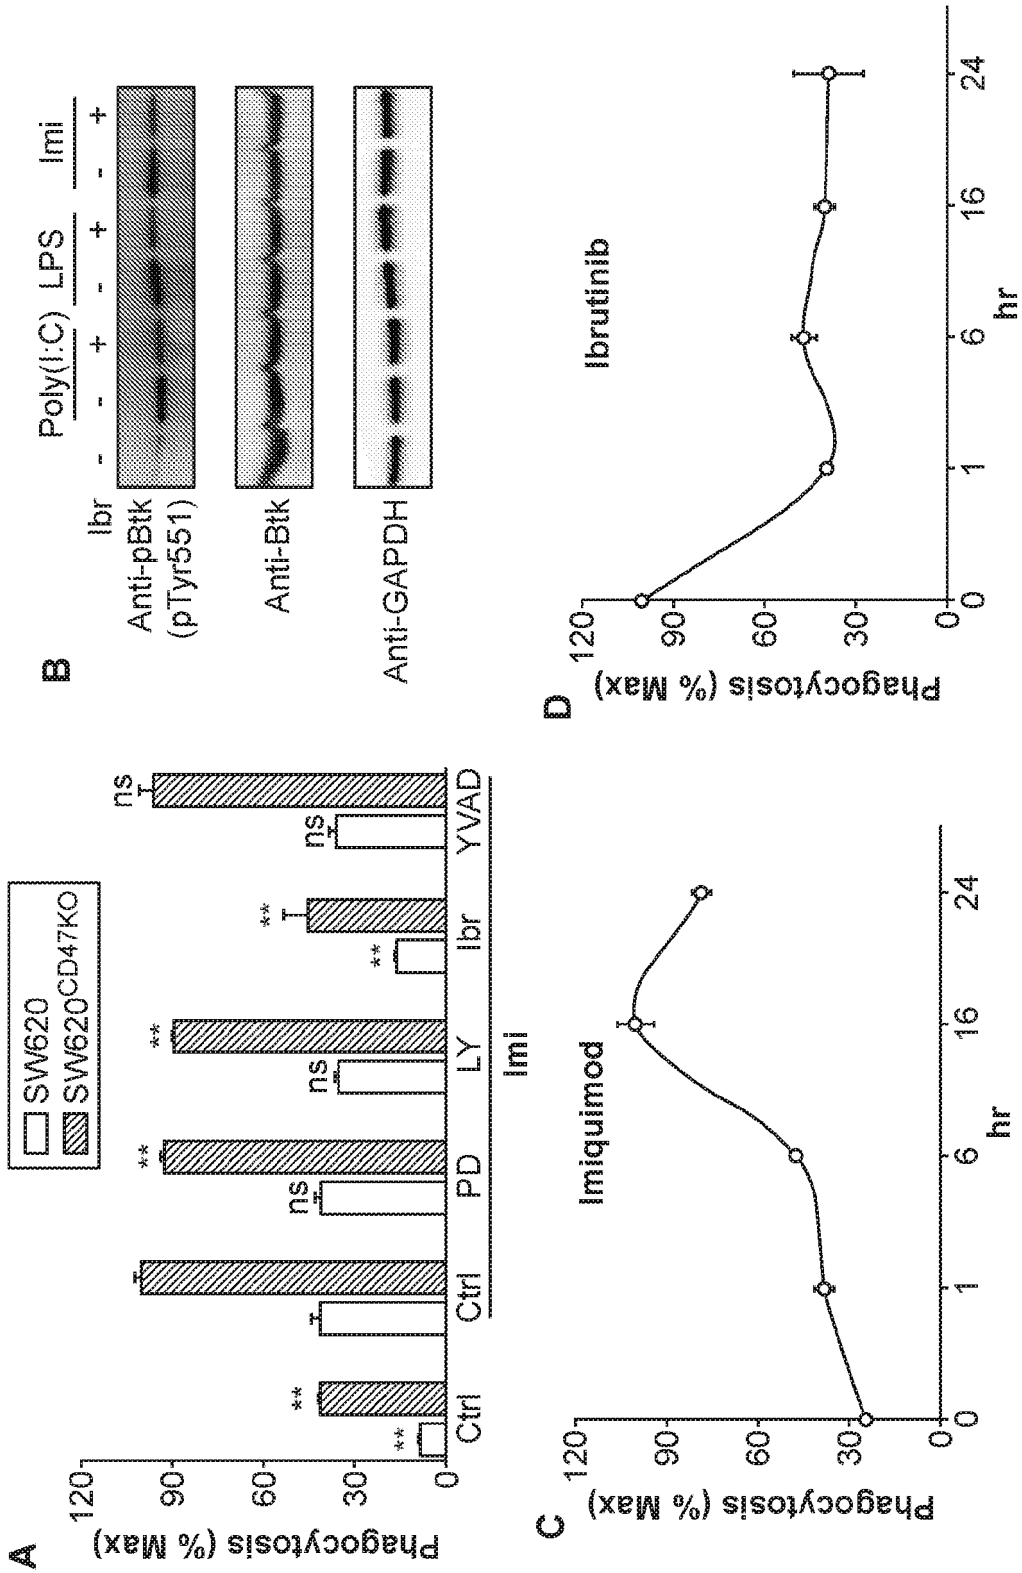 A
Phagocytosis (% Max)
120
90
60
30
0
SW620
SW620CD47KO
**
**
ns
**
ns
**
**
**
ns
ns
Ctrl
Ctrl
PD
LY
Ibr
YVAD
Imi
B
Poly(I:C)
LPS
Imi
Ibr
-
-
+
-
+
-
+
Anti-pBtk
(pTyr551)
Anti-Btk
Anti-GAPDH
C
Phagocytosis (% Max)
120
90
60
30
0
Imiquimod
0
1
6
16
24
hr
D
Phagocytosis (% Max)
120
90
60
30
0
Ibrutinib
0
1
6
16
24
hr